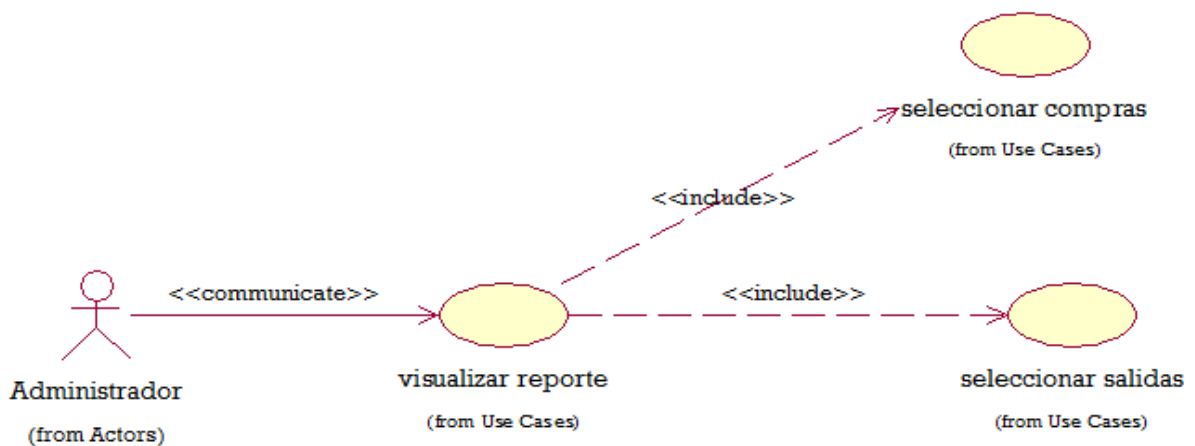 seleccionar compras
(from Use Cases)
<<include>>
<<communicate>>
<<include>>
Administrador
(from Actors)
visualizar reporte
(from Use Cases)
seleccionar salidas
(from Use Cases)